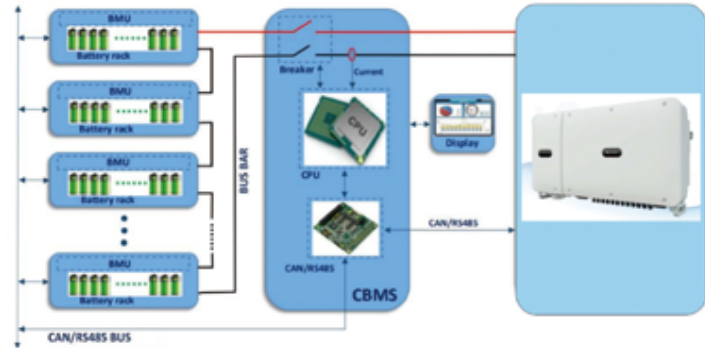 BMU
Battery rack
BMU
Battery rack
BMU
Battery rack
BMU
Battery rack
CAN/RS485 BUS
BUS BAR
Breaker
Current
CPU
CPU
CAN/RS485
CBMS
Display
CAN/RS485